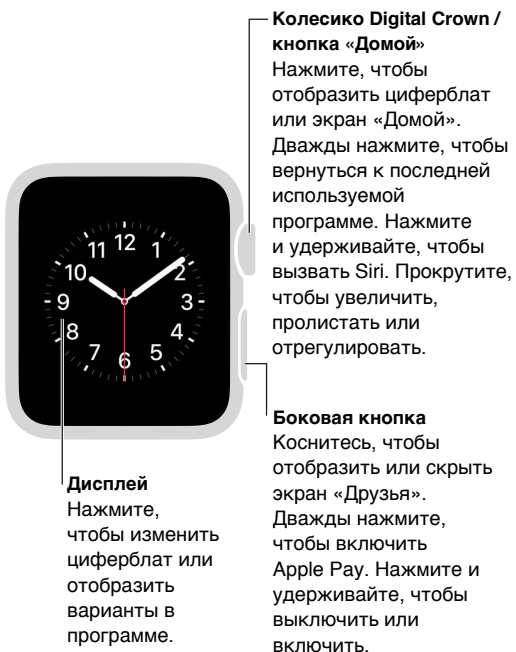 Колесико Digital Crown /
кнопка «Домой»
Нажмите, чтобы
отобразить циферблат
или экран «Домой».
Дважды нажмите, чтобы
вернуться к последней
используемой
программе. Нажмите
и удерживайте, чтобы
вызвать Siri. Прокрутите,
чтобы увеличить,
пролистать или
отрегулировать.
12
11 1
10 2
9 3
8 4
7 5
6
Боковая кнопка
Коснитесь, чтобы
отобразить или скрыть
экран «Друзья».
Дважды нажмите,
чтобы включить
Apple Pay. Нажмите и
удерживайте, чтобы
выключить или
включить.
Дисплей
Нажмите,
чтобы изменить
циферблат или
отобразить
варианты в
программе.